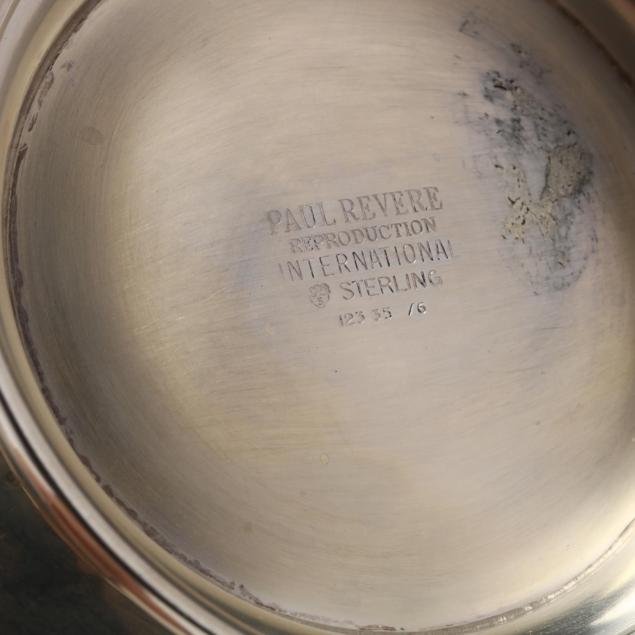 PAUL REVERE
REPRODUCTION
INTERNATIONAL
STERLING
123 35 /6